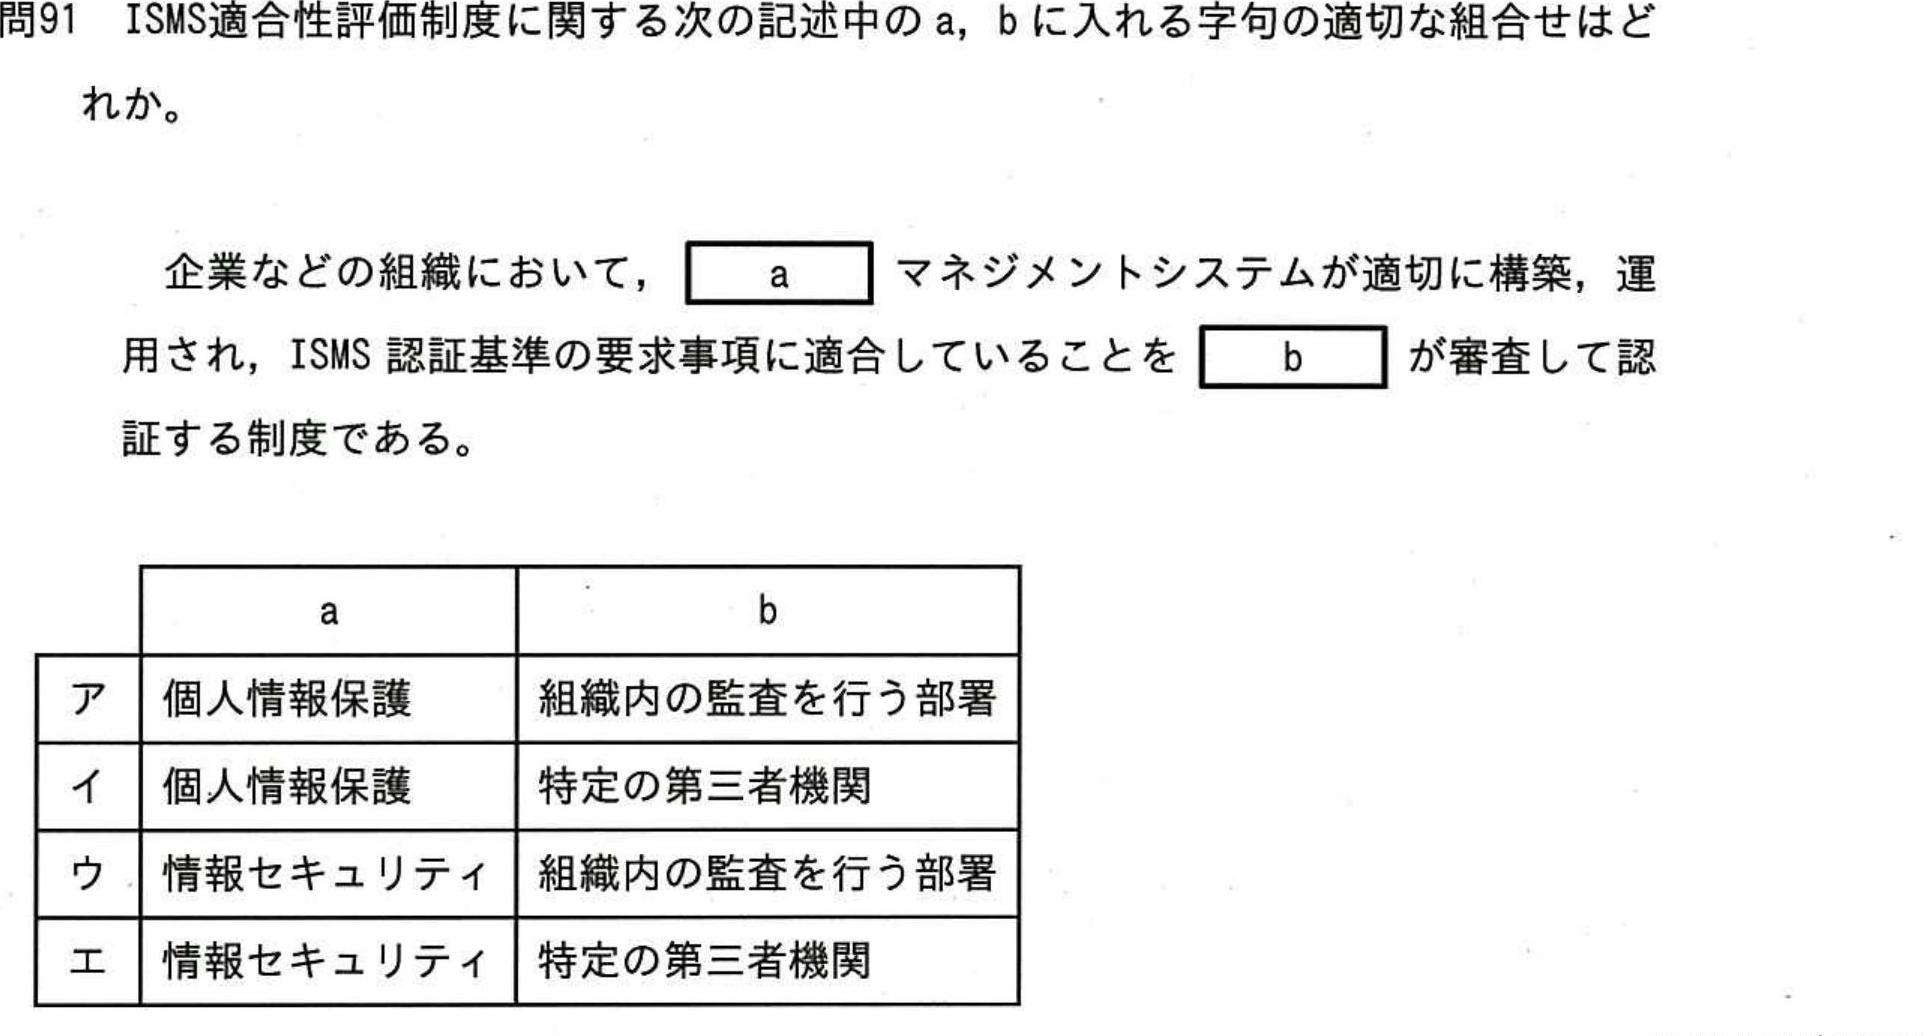 問91 ISMS適合性評価制度に関する次の記述中の a, b に入れる字句の適切な組合せはど
れか。
企業などの組織において, a マネジメントシステムが適切に構築, 運
用され, ISMS 認証基準の要求事項に適合していることを b が審査して認
証する制度である。
a b
ア 個人情報保護 組織内の監査を行う部署
イ 個人情報保護 特定の第三者機関
ウ 情報セキュリティ 組織内の監査を行う部署
エ 情報セキュリティ 特定の第三者機関